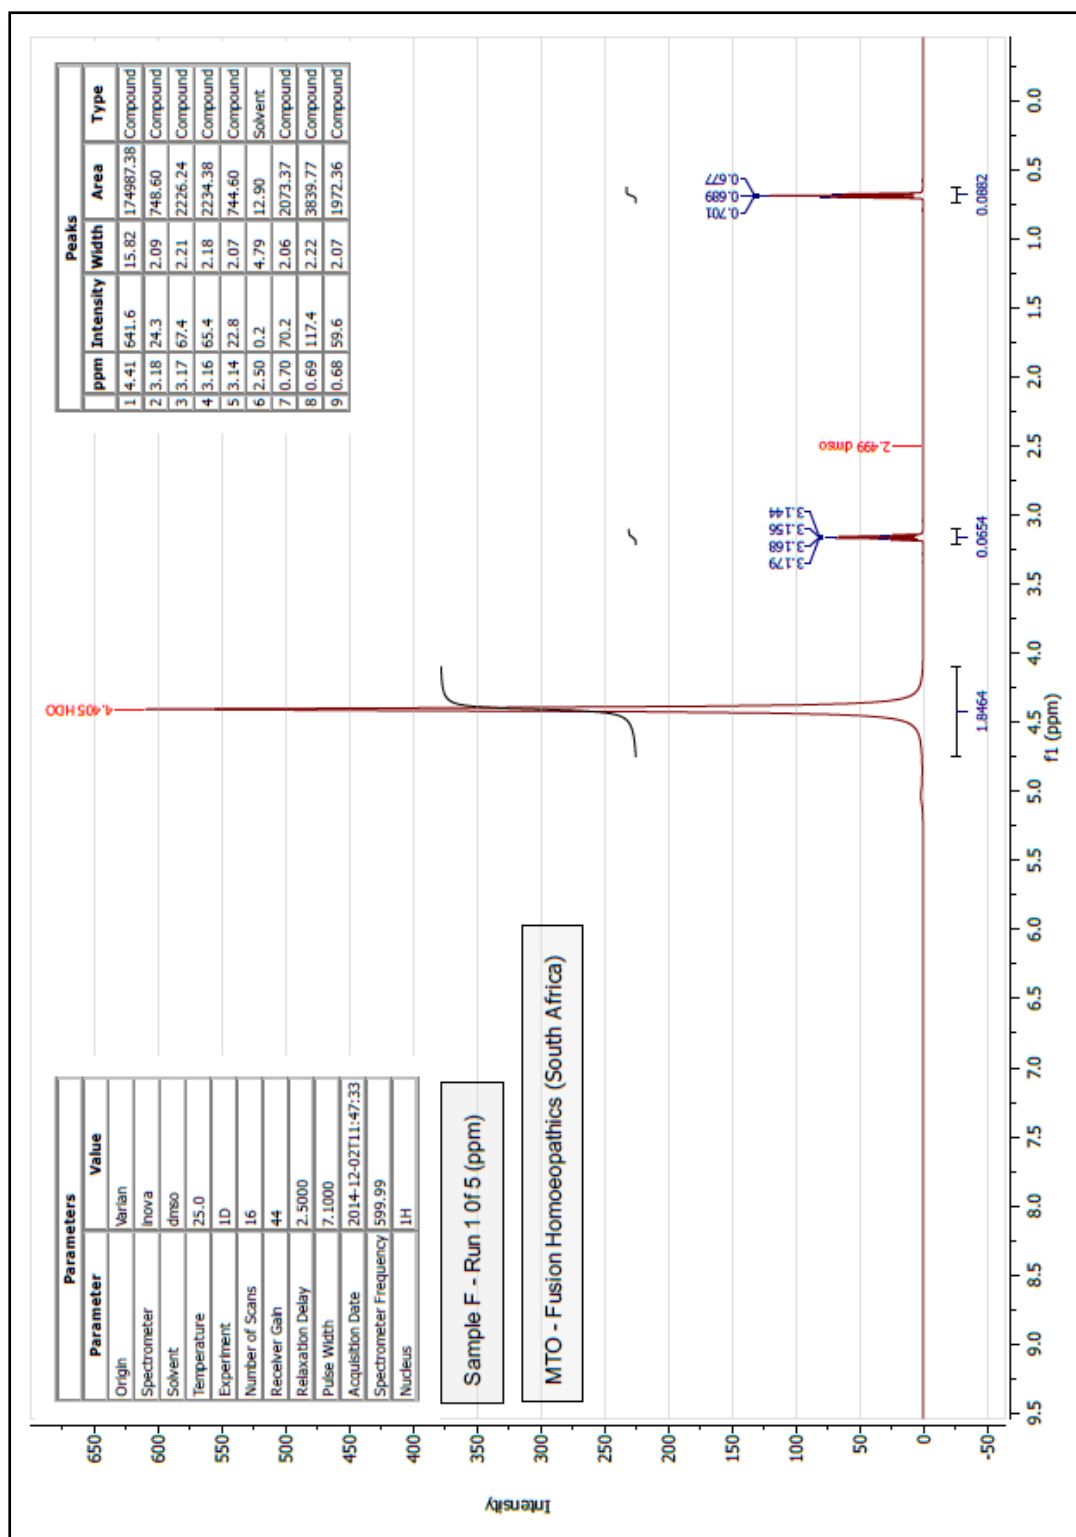 Peaks
ppm Intensity Width Area Type
1 4.41 641.6 15.82 174987.38 Compound
2 3.18 24.3 2.09 748.60 Compound
3 3.17 67.4 2.21 2226.24 Compound
4 3.16 65.4 2.18 2234.38 Compound
5 3.14 22.8 2.07 744.60 Compound
6 2.50 0.2 4.79 12.90 Solvent
7 0.70 70.2 2.06 2073.37 Compound
8 0.69 117.4 2.22 3839.77 Compound
9 0.68 59.6 2.07 1972.36 Compound
Parameters
Parameter Value
Origin Varian
Spectrometer inova
Solvent dmso
Temperature 25.0
Experiment 1D
Number of Scans 16
Receiver Gain 44
Relaxation Delay 2.5000
Pulse Width 7.1000
Acquisition Date 2014-12-02T11:47:33
Spectrometer Frequency 599.99
Nucleus 1H
Sample F - Run 1 0f 5 (ppm)
MTO - Fusion Homoeopathics (South Africa)
4.405 HDO
3.179
3.168
3.156
3.144
2.499 dmso
0.701
0.689
0.677
1.8464
0.0654
0.0882
9.5 9.0 8.5 8.0 7.5 7.0 6.5 6.0 5.5 5.0 4.5 4.0 3.5 3.0 2.5 2.0 1.5 1.0 0.5 0.0
f1 (ppm)
650
600
550
500
450
400
350
300
250
200
150
100
50
0
-50
Intensity